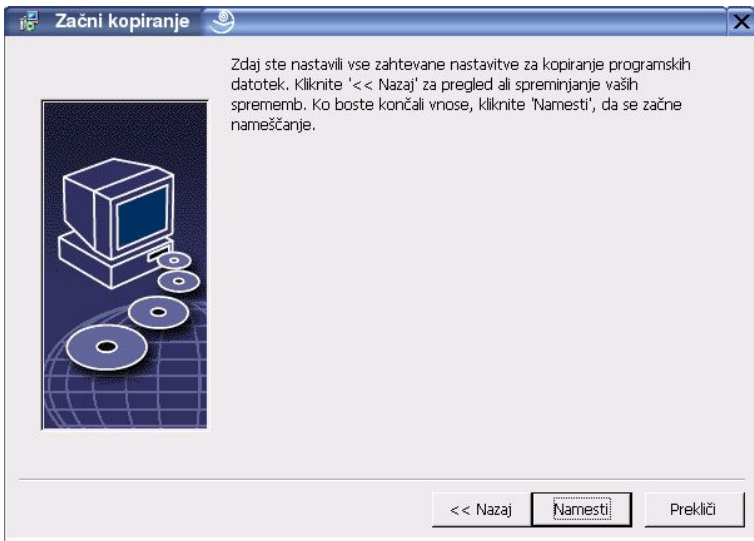 Začni kopiranje
Zdaj ste nastavili vse zahtevane nastavitve za kopiranje programskih
datotek. Kliknite '<< Nazaj' za pregled ali spreminjanje vaših
sprememb. Ko boste končali vnose, kliknite 'Namesti', da se začne
nameščanje.
<< Nazaj
Namesti
Prekliči